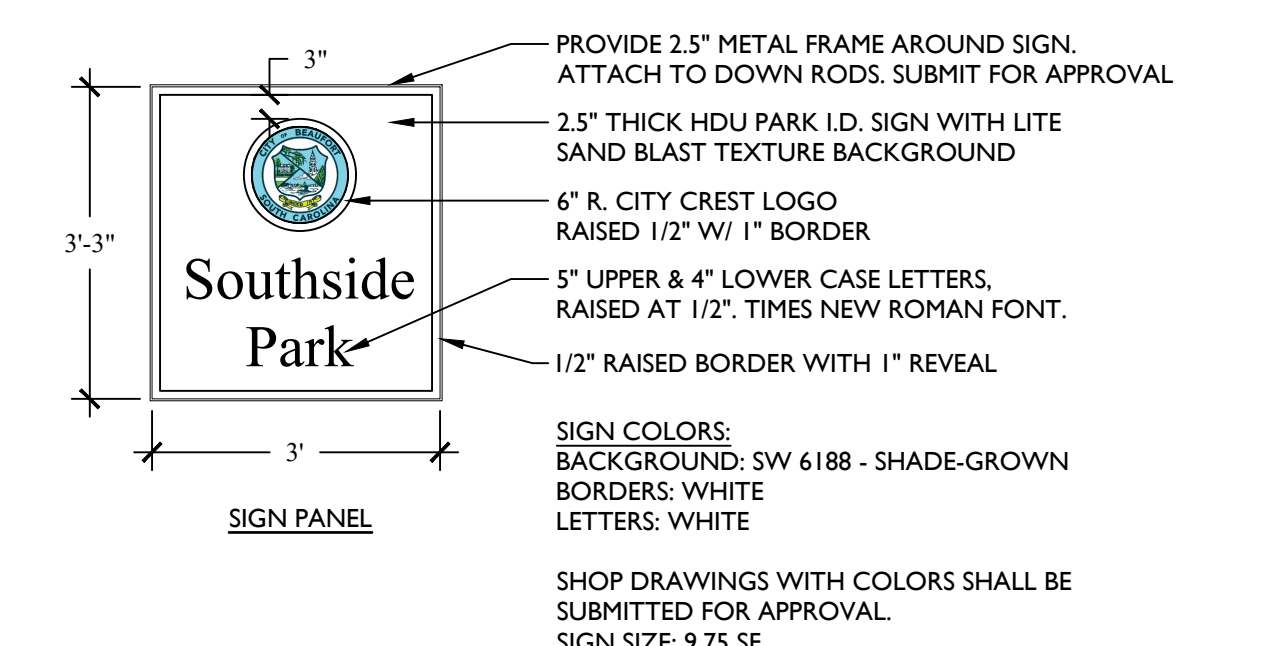 3"
PROVIDE 2.5" METAL FRAME AROUND SIGN.
ATTACH TO DOWN RODS. SUBMIT FOR APPROVAL
2.5" THICK HDU PARK I.D. SIGN WITH LITE
SAND BLAST TEXTURE BACKGROUND
CITY OF BEAUFORT
SOUTH CAROLINA
6" R. CITY CREST LOGO
RAISED 1/2" W/ 1" BORDER
3'-3"
Southside
Park
5" UPPER & 4" LOWER CASE LETTERS,
RAISED AT 1/2". TIMES NEW ROMAN FONT.
1/2" RAISED BORDER WITH 1" REVEAL
3'
SIGN PANEL
SIGN COLORS:
BACKGROUND: SW 6188 - SHADE-GROWN
BORDERS: WHITE
LETTERS: WHITE
SHOP DRAWINGS WITH COLORS SHALL BE
SUBMITTED FOR APPROVAL.
SIGN SIZE: 9.75 SF